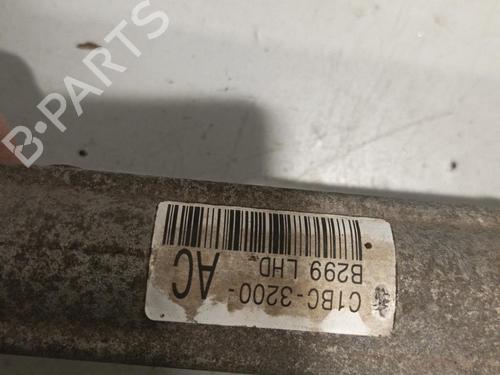 B-PARTS
C1BC-3200-
AC
B299 LHD